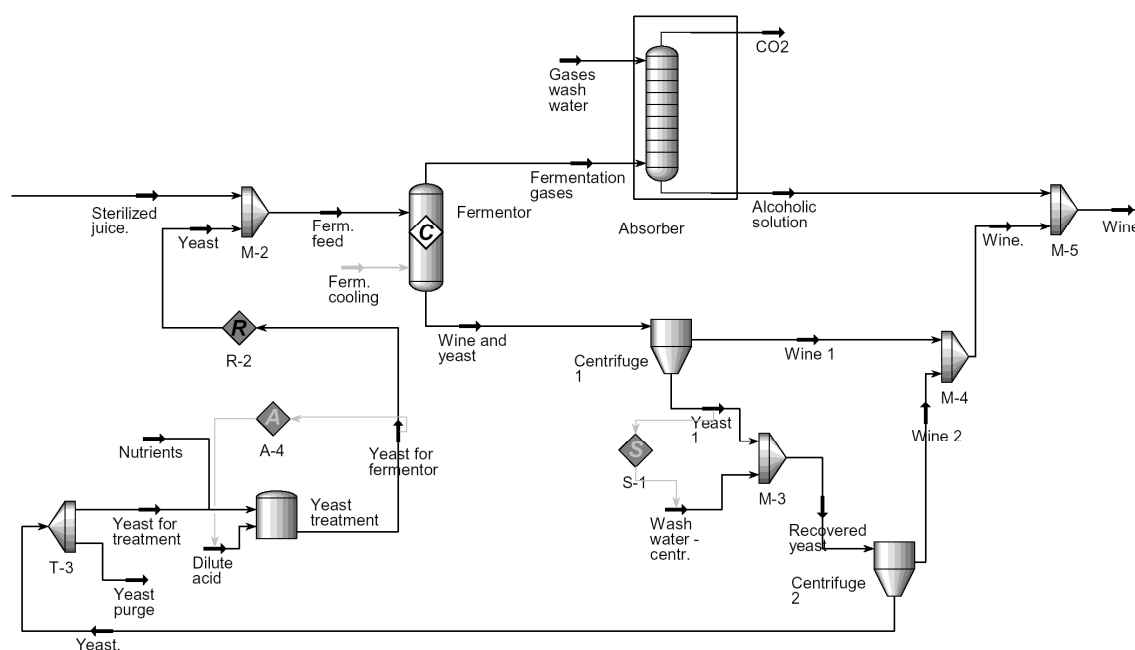 CO2
Gases
wash
water
Fermentation
gases
Absorber
Alcoholic
solution
Wine
M-5
Wine.
Sterilized
juice.
Yeast
M-2
Ferm.
feed
C
Fermentor
Ferm.
cooling
R
R-2
Wine and
yeast
Centrifuge
1
Wine 1
M-4
Wine 2
Yeast
1
S
S-1
M-3
Wash
water -
centr.
Recovered
yeast
Centrifuge
2
A
A-4
Nutrients
Yeast for
fermentor
Yeast
treatment
Yeast for
treatment
Dilute
acid
T-3
Yeast
purge
Yeast.